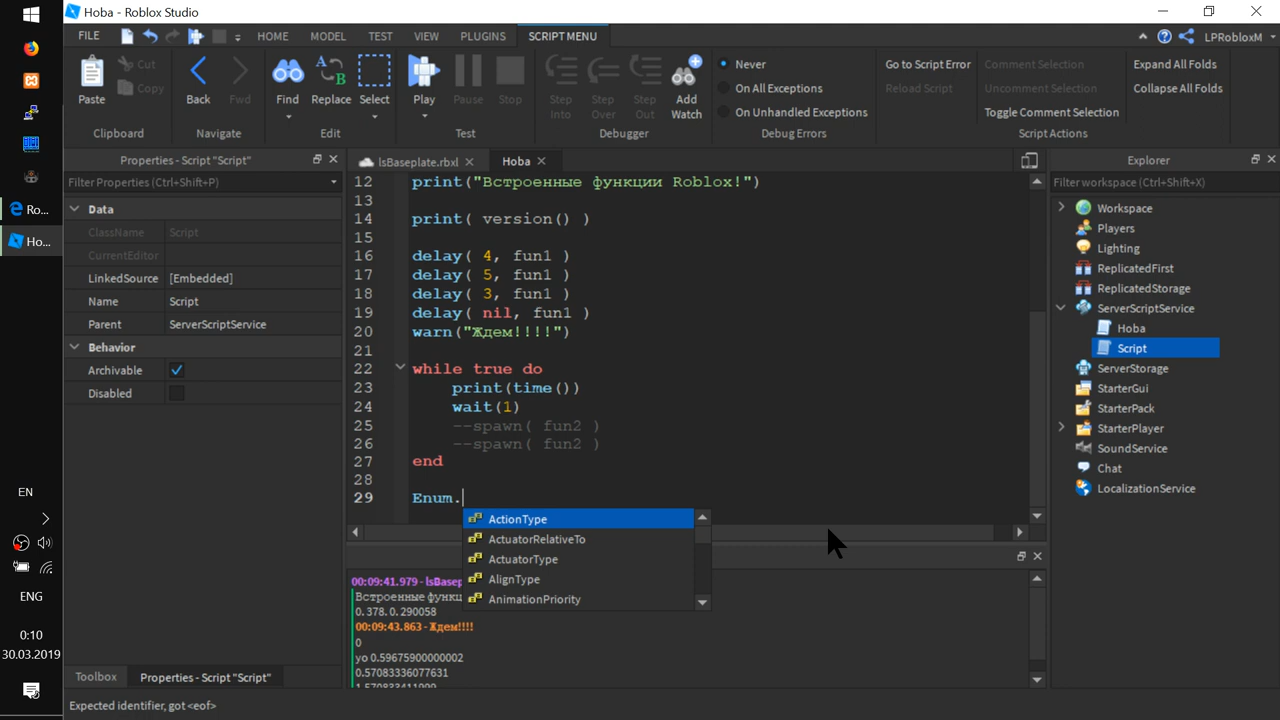 Hoba - Roblox Studio
FILE
HOME
MODEL
TEST
VIEW
PLUGINS
SCRIPT MENU
LPRobloxM
Paste
Cut
Copy
Clipboard
Back
Fwd
Navigate
Find
Replace
Select
Edit
Play
Pause
Stop
Test
Step Into
Step Over
Step Out
Add Watch
Debugger
Never
On All Exceptions
On Unhandled Exceptions
Debug Errors
Go to Script Error
Reload Script
Comment Selection
Uncomment Selection
Toggle Comment Selection
Script Actions
Expand All Folds
Collapse All Folds
Properties - Script "Script"
Filter Properties (Ctrl+Shift+P)
Data
ClassName Script
CurrentEditor
LinkedSource [Embedded]
Name Script
Parent ServerScriptService
Behavior
Archivable
Disabled
Toolbox
Properties - Script "Script"
lsBaseplate.rbxl
Hoba
12 print("Встроенные функции Roblox!")
13
14 print( version() )
15
16 delay( 4, fun1 )
17 delay( 5, fun1 )
18 delay( 3, fun1 )
19 delay( nil, fun1 )
20 warn("Ждем!!!!")
21
22 while true do
23 print(time())
24 wait(1)
25 --spawn( fun2 )
26 --spawn( fun2 )
27 end
28
29 Enum.
ActionType
ActuatorRelativeTo
ActuatorType
AlignType
AnimationPriority
00:09:41.979 - lsBasep
Встроенные функц
0.378.0.290058
00:09:43.863 - Ждем!!!!
0
yo 0.59675900000002
0.57083336077631
1.570833411999
Explorer
Filter workspace (Ctrl+Shift+X)
Workspace
Players
Lighting
ReplicatedFirst
ReplicatedStorage
ServerScriptService
Hoba
Script
ServerStorage
StarterGui
StarterPack
StarterPlayer
SoundService
Chat
LocalizationService
Ro...
Ho...
EN
ENG
0:10
30.03.2019
Expected identifier, got <eof>